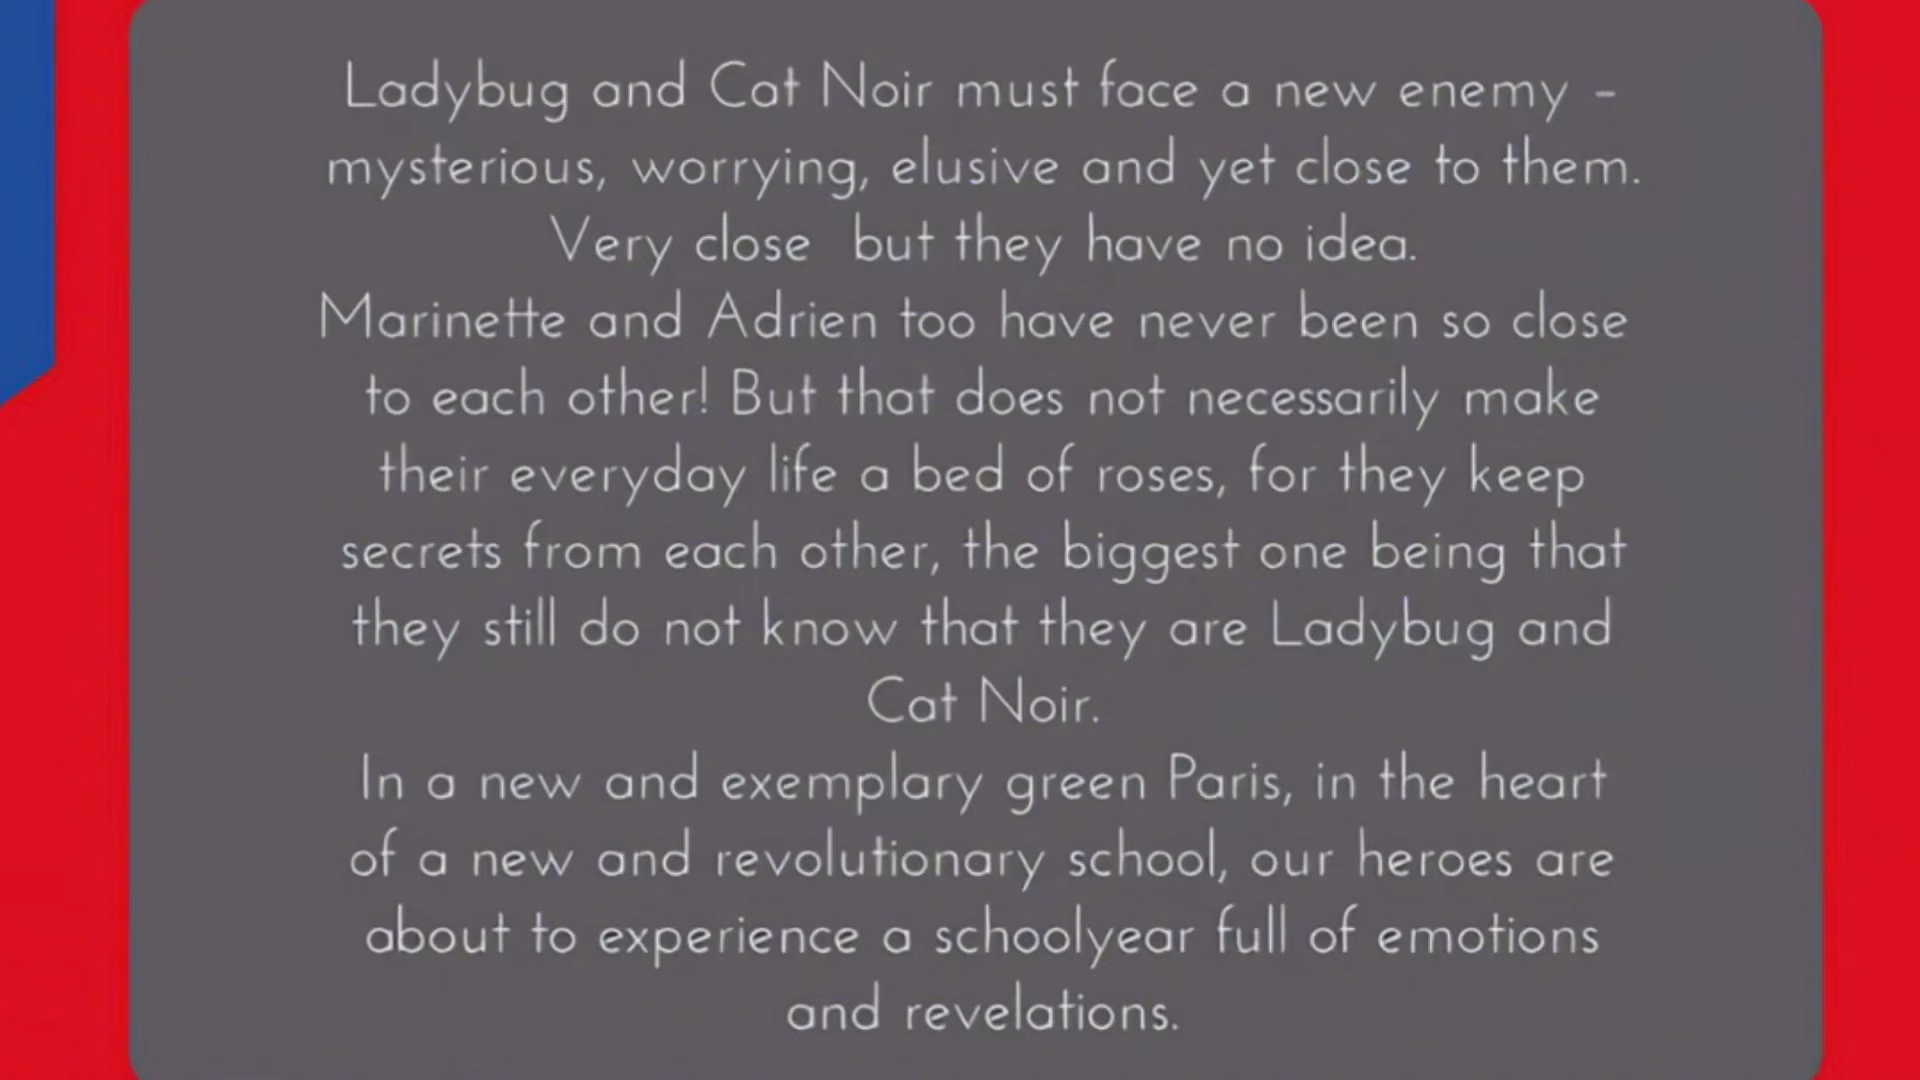 Ladybug and Cat Noir must face a new enemy -
mysterious, worrying, elusive and yet close to them.
Very close  but they have no idea.
Marinette and Adrien too have never been so close
to each other! But that does not necessarily make
their everyday life a bed of roses, for they keep
secrets from each other, the biggest one being that
they still do not know that they are Ladybug and
Cat Noir.
In a new and exemplary green Paris, in the heart
of a new and revolutionary school, our heroes are
about to experience a schoolyear full of emotions
and revelations.